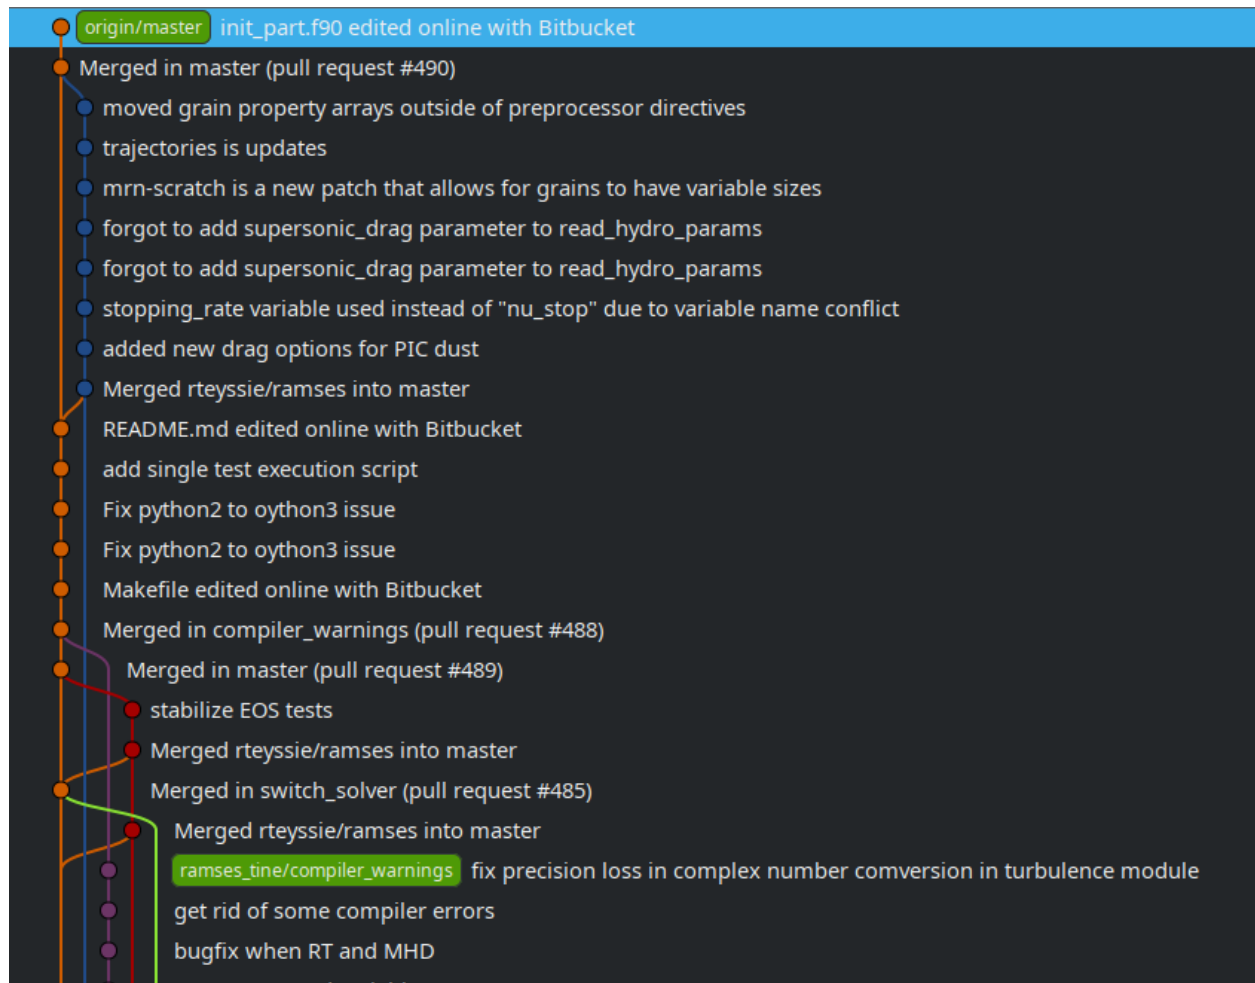 origin/master init_part.f90 edited online with Bitbucket
Merged in master (pull request #490)
moved grain property arrays outside of preprocessor directives
trajectories is updates
mrn-scratch is a new patch that allows for grains to have variable sizes
forgot to add supersonic_drag parameter to read_hydro_params
forgot to add supersonic_drag parameter to read_hydro_params
stopping_rate variable used instead of "nu_stop" due to variable name conflict
added new drag options for PIC dust
Merged rteyssie/ramses into master
README.md edited online with Bitbucket
add single test execution script
Fix python2 to oython3 issue
Fix python2 to oython3 issue
Makefile edited online with Bitbucket
Merged in compiler_warnings (pull request #488)
Merged in master (pull request #489)
stabilize EOS tests
Merged rteyssie/ramses into master
Merged in switch_solver (pull request #485)
Merged rteyssie/ramses into master
ramses_tine/compiler_warnings fix precision loss in complex number comversion in turbulence module
get rid of some compiler errors
bugfix when RT and MHD